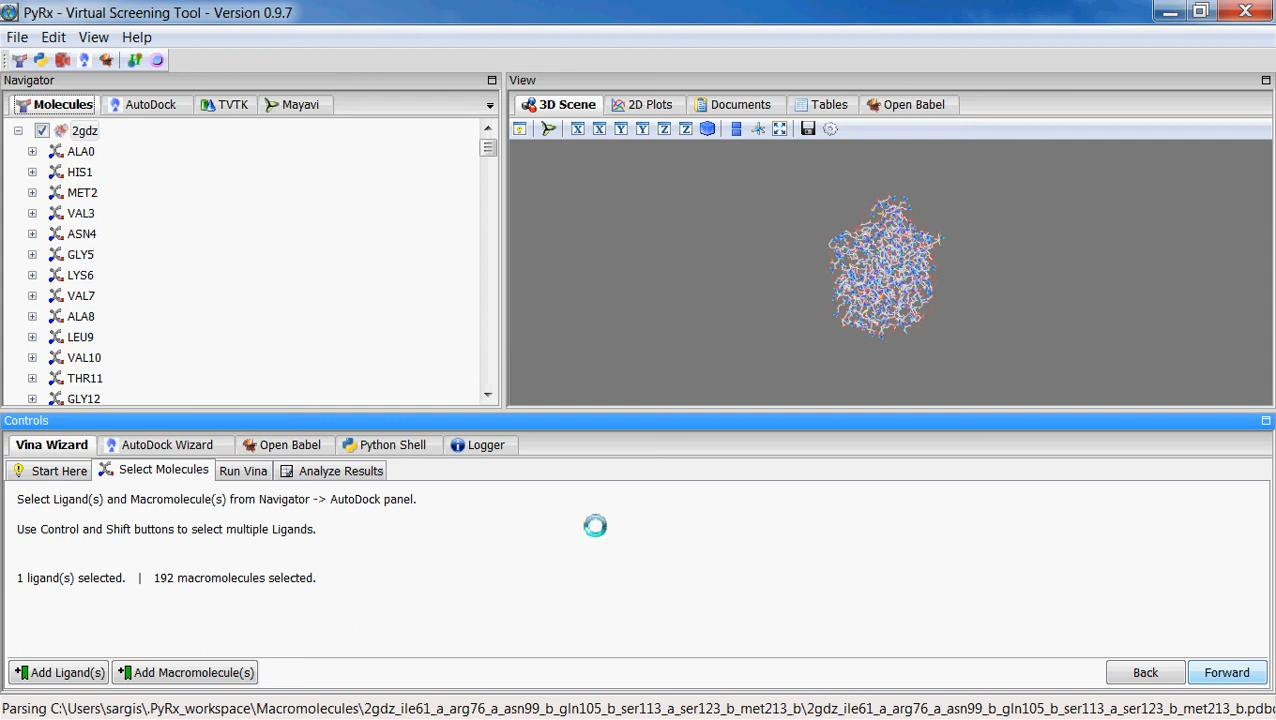 PyRx - Virtual Screening Tool - Version 0.9.7
File Edit View Help
Navigator
View
Molecules AutoDock TVTK Mayavi
3D Scene 2D Plots Documents Tables Open Babel
X X Y Y Z Z
2gdz
ALA0
HIS1
MET2
VAL3
ASN4
GLY5
LYS6
VAL7
ALA8
LEU9
VAL10
THR11
GLY12
Controls
Vina Wizard AutoDock Wizard Open Babel Python Shell Logger
Start Here Select Molecules Run Vina Analyze Results
Select Ligand(s) and Macromolecule(s) from Navigator -> AutoDock panel.
Use Control and Shift buttons to select multiple Ligands.
1 ligand(s) selected. | 192 macromolecules selected.
Add Ligand(s) Add Macromolecule(s) Back Forward
Parsing C:\Users\sargis\.PyRx_workspace\Macromolecules\2gdz_ile61_a_arg76_a_asn99_b_gln105_b_ser113_a_ser123_b_met213_b\2gdz_ile61_a_arg76_a_asn99_b_gln105_b_ser113_a_ser123_b_met213_b.pdbq